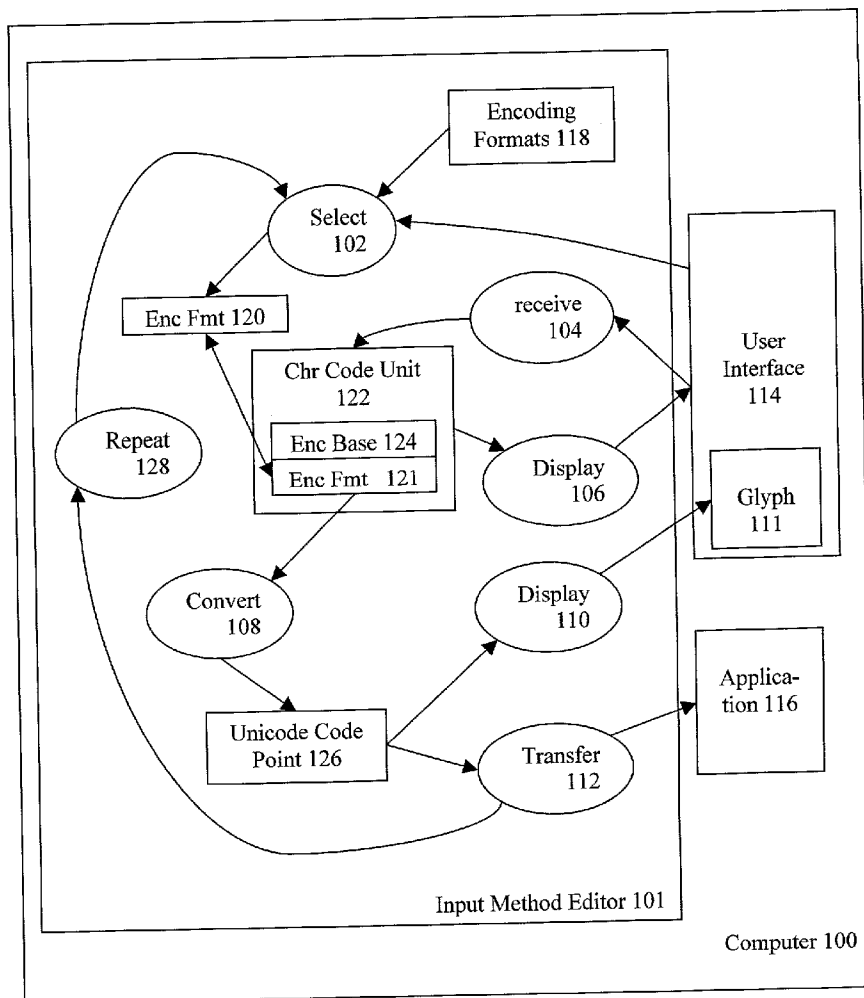 Encoding
Formats 118
Select
102
Enc Fmt 120
receive
104
Chr Code Unit
122
Enc Base 124
Enc Fmt 121
User
Interface
114
Repeat
128
Display
106
Glyph
111
Convert
108
Display
110
Applica-
tion 116
Unicode Code
Point 126
Transfer
112
Input Method Editor 101
Computer 100